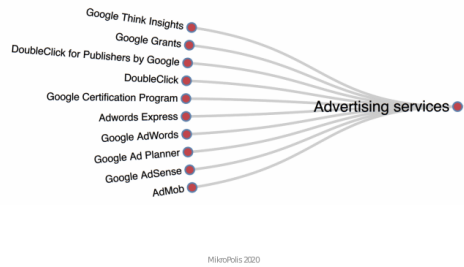 Google Think Insights
Google Grants
DoubleClick for Publishers by Google
DoubleClick
Google Certification Program
Adwords Express
Google AdWords
Google Ad Planner
Google AdSense
AdMob
Advertising services
MikroPolis 2020